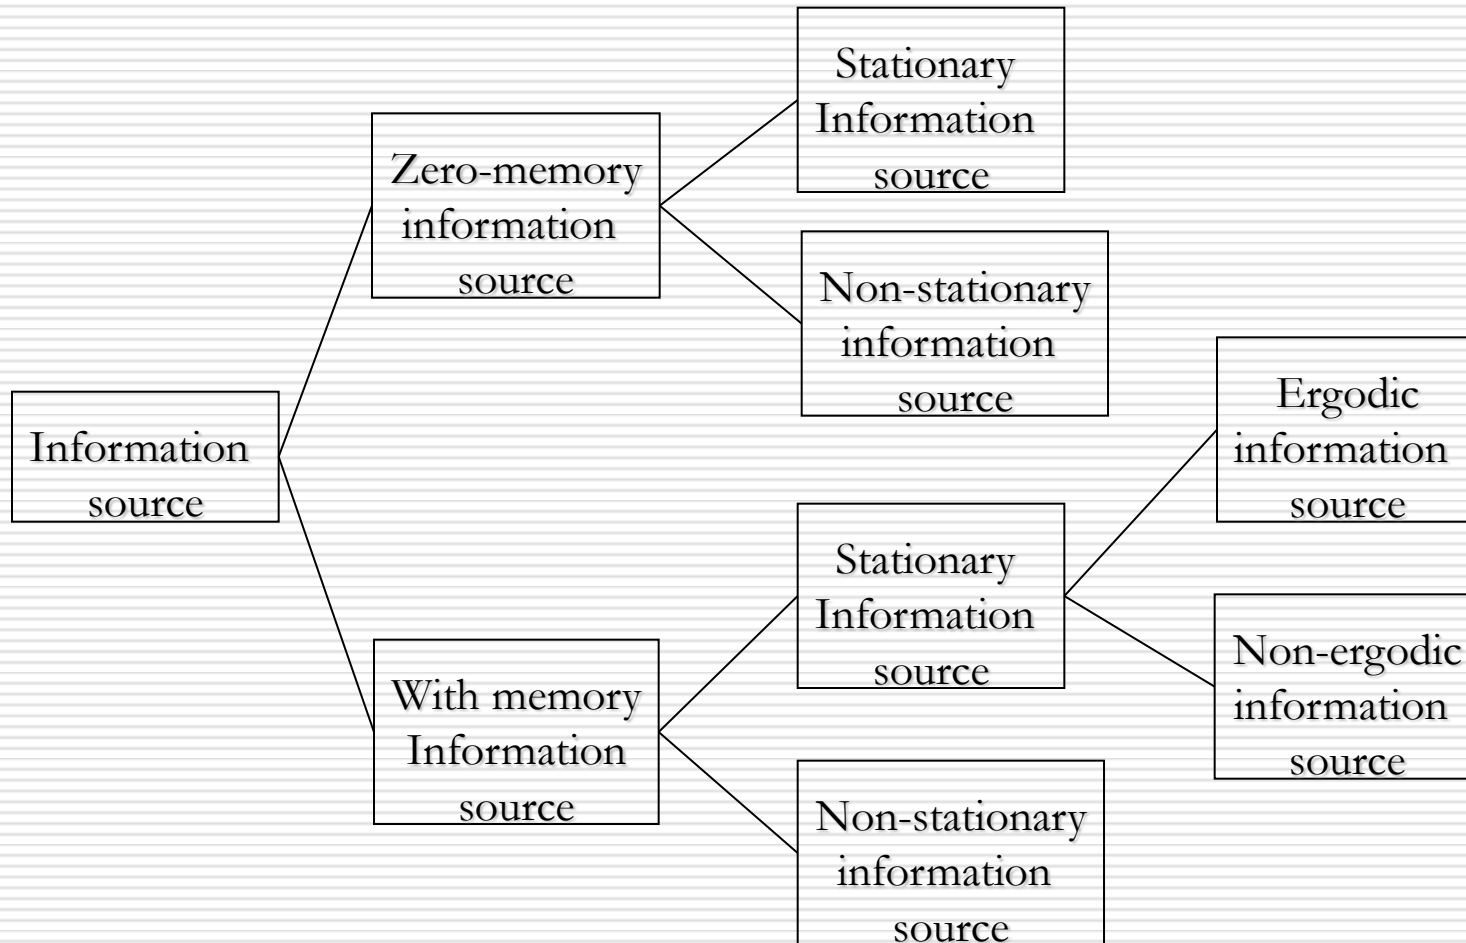 Stationary
Information
source
Zero-memory
information
source
Non-stationary
information
source
Ergodic
information
source
Information
source
Stationary
Information
source
Non-ergodic
information
source
With memory
Information
source
Non-stationary
information
source